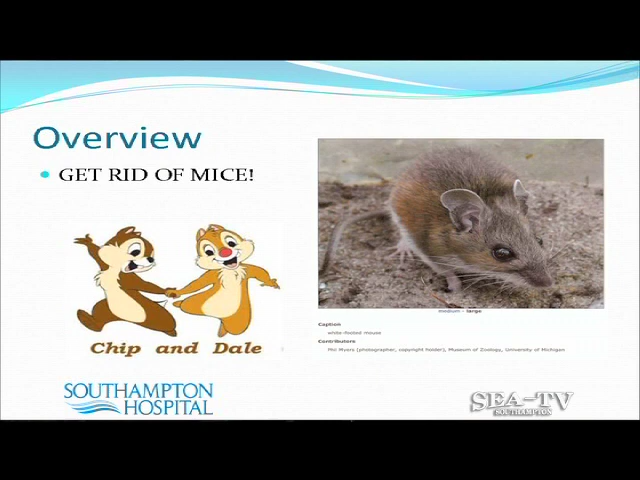 Overview
GET RID OF MICE!
medium - large
Chip and Dale
Caption
white-footed mouse
Contributors
Phil Myers (photographer, copyright holder), Museum of Zoology, University of Michigan
SOUTHAMPTON
HOSPITAL
SEA-TV
SOUTHAMPTON